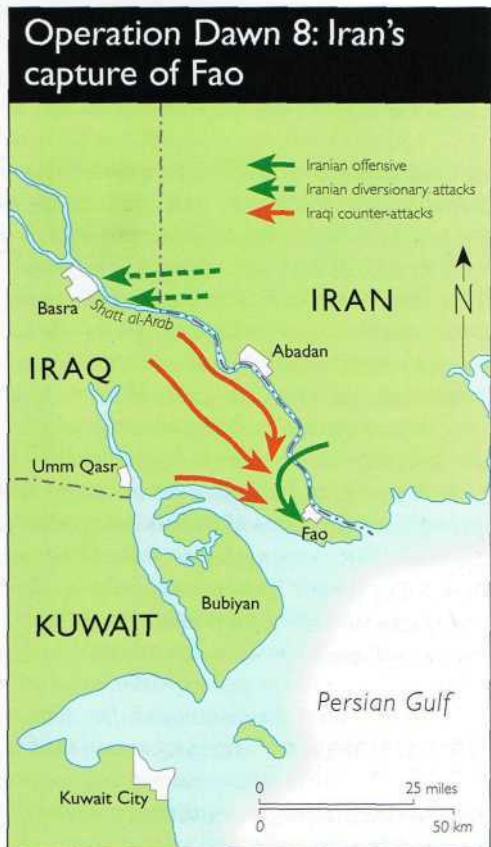 Operation Dawn 8: Iran's
capture of Fao
Iranian offensive
Iranian diversionary attacks
Iraqi counter-attacks
N
IRAN
Basra
Shatt al-Arab
Abadan
IRAQ
Umm Qasr
Fao
Bubiyan
KUWAIT
Persian Gulf
Kuwait City
0 25 miles
0 50 km